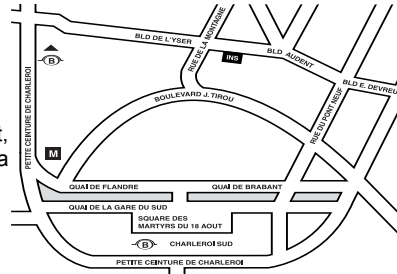 BLD DE L'YSER
RUE DE LA MONTAGNE
INS
BLD AUDENT
BLD E. DEVREU
B
PETITE CEINTURE DE CHARLEROI
BOULEVARD J. TIROU
RUE DU PONT NEUF
t,
a
M
QUAI DE FLANDRE
QUAI DE BRABANT
QUAI DE LA GARE DU SUD
SQUARE DES
MARTYRS DU 18 AOUT
B
CHARLEROI SUD
PETITE CEINTURE DE CHARLEROI